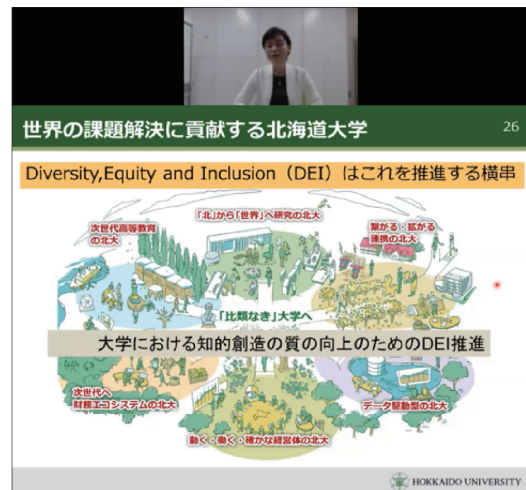 世界の課題解決に貢献する北海道大学
26
Diversity,Equity and Inclusion（DEI）はこれを推進する横串
「北」から「世界」へ研究の北大
次世代高等教育
の北大
繋がる・拡がる
連携の北大
「比類なき」大学へ
大学における知的創造の質の向上のためのDEI推進
次世代へ
財務エコシステムの北大
データ駆動型の北大
動く・働く・確かな経営体の北大
HOKKAIDO UNIVERSITY